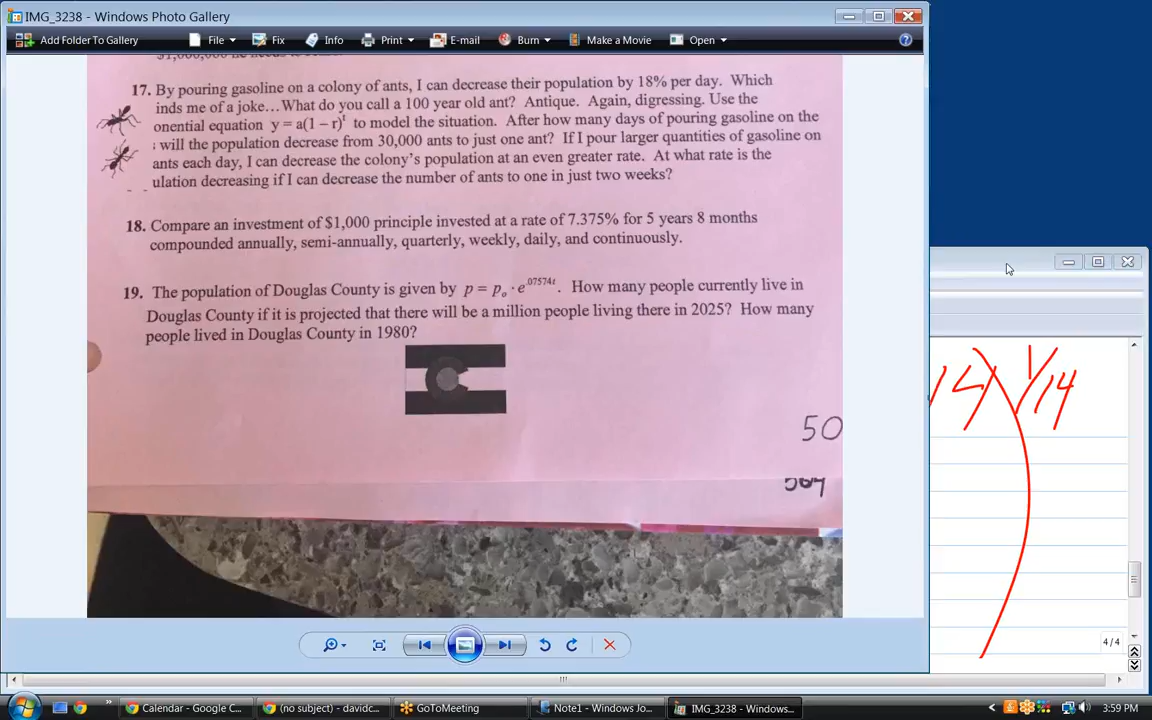 IMG_3238 - Windows Photo Gallery
Add Folder To Gallery File Fix Info Print E-mail Burn Make a Movie Open
17. By pouring gasoline on a colony of ants, I can decrease their population by 18% per day. Which
inds me of a joke…What do you call a 100 year old ant? Antique. Again, digressing. Use the
onential equation y = a(1 – r)^t to model the situation. After how many days of pouring gasoline on the
will the population decrease from 30,000 ants to just one ant? If I pour larger quantities of gasoline on
ants each day, I can decrease the colony's population at an even greater rate. At what rate is the
ulation decreasing if I can decrease the number of ants to one in just two weeks?
18. Compare an investment of $1,000 principle invested at a rate of 7.375% for 5 years 8 months
compounded annually, semi-annually, quarterly, weekly, daily, and continuously.
19. The population of Douglas County is given by p = p₀ · e^.07574t. How many people currently live in
Douglas County if it is projected that there will be a million people living there in 2025? How many
people lived in Douglas County in 1980?
50
1/14
4/4
Calendar - Google C... (no subject) - davidc... GoToMeeting Note1 - Windows Jo... IMG_3238 - Windows... 3:59 PM